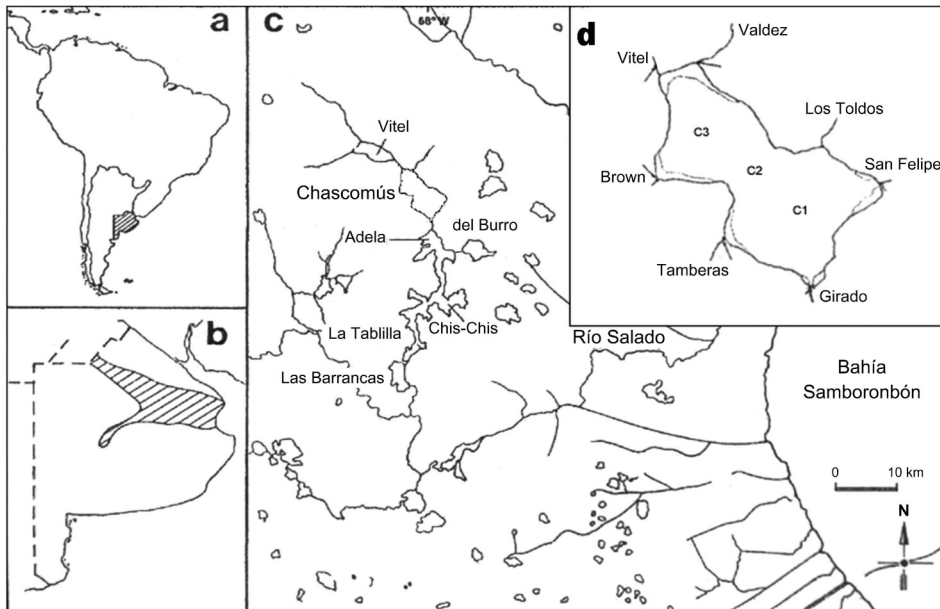 a
b
c
58° W
Vitel
Chascomús
Adela
del Burro
La Tablilla
Chis-Chis
Las Barrancas
Río Salado
Bahía
Samboronbón
0 10 km
N
d
Valdez
Vitel
Los Toldos
C3
San Felipe
Brown
C2
C1
Tamberas
Girado